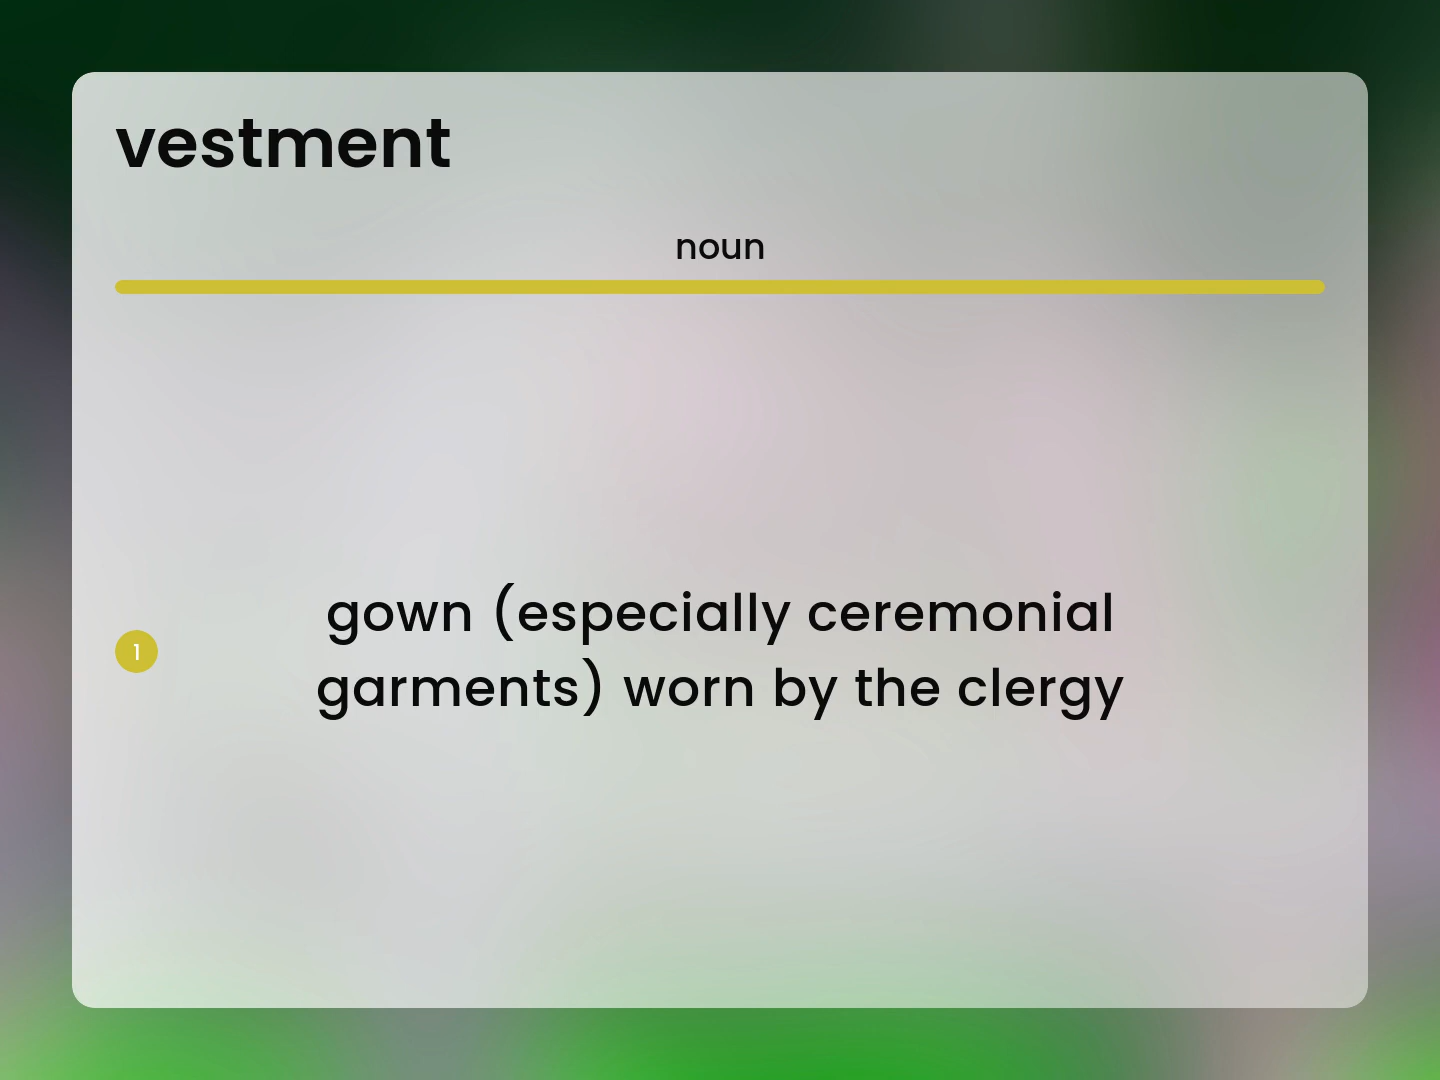 vestment
noun
1
gown (especially ceremonial
garments) worn by the clergy